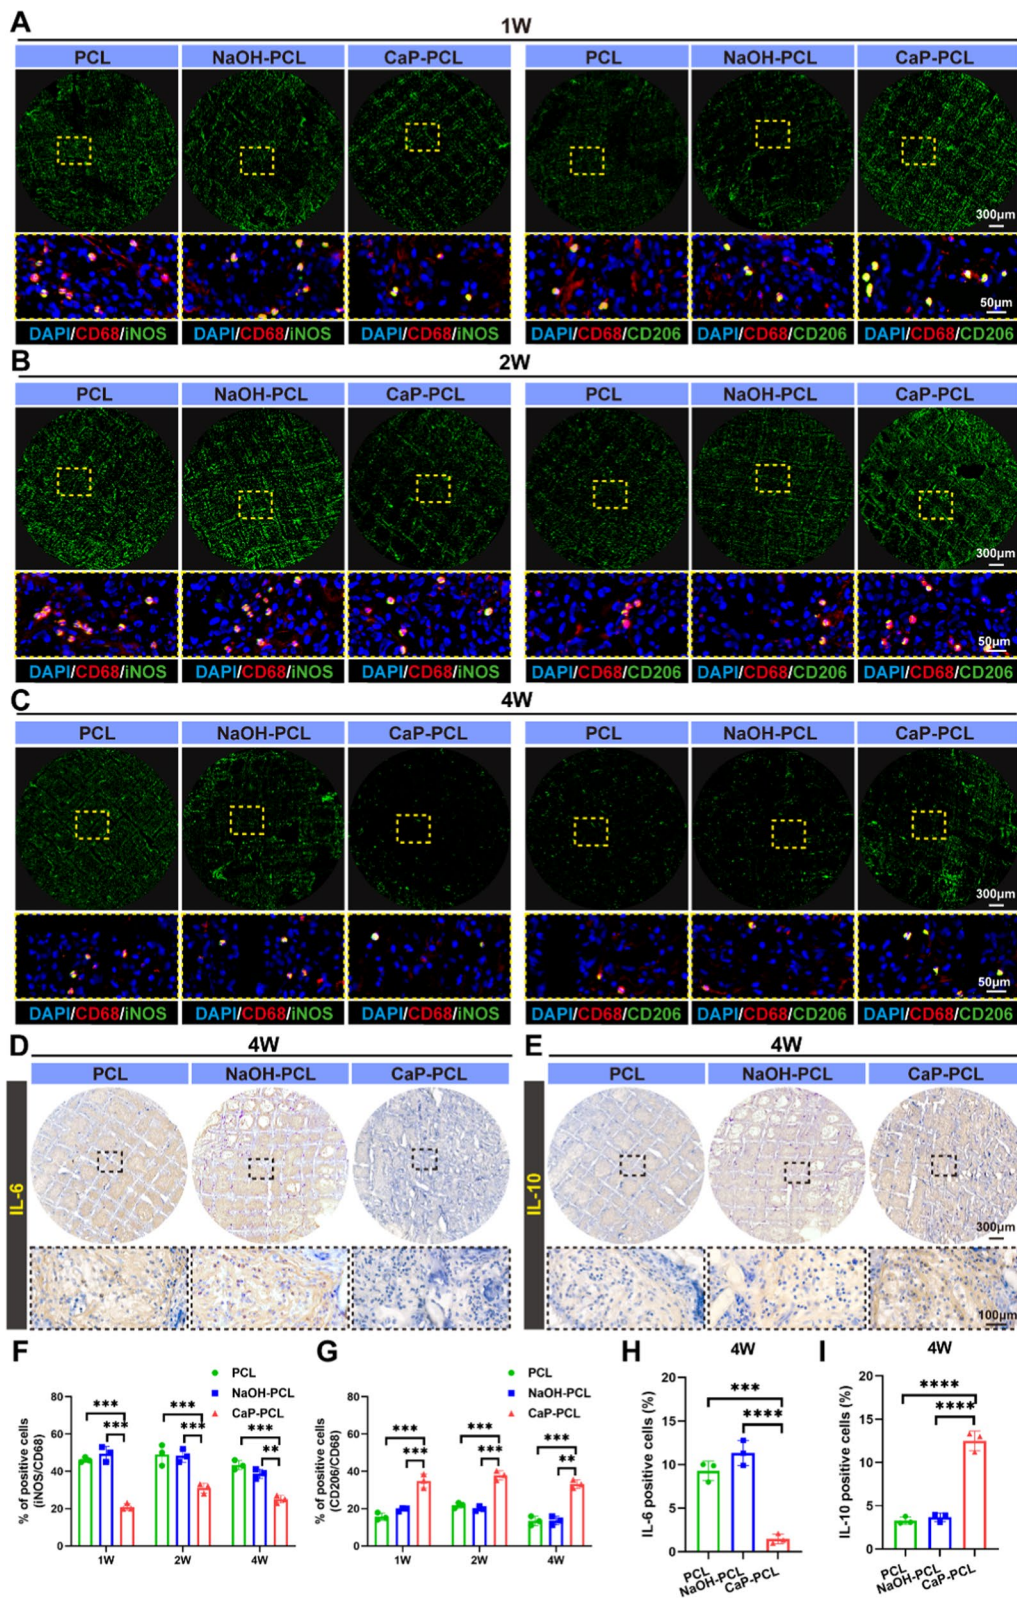 A
1W
PCL NaOH-PCL CaP-PCL PCL NaOH-PCL CaP-PCL
300µm
50µm
DAPI/CD68/iNOS DAPI/CD68/iNOS DAPI/CD68/iNOS DAPI/CD68/CD206 DAPI/CD68/CD206 DAPI/CD68/CD206
B
2W
PCL NaOH-PCL CaP-PCL PCL NaOH-PCL CaP-PCL
300µm
50µm
DAPI/CD68/iNOS DAPI/CD68/iNOS DAPI/CD68/iNOS DAPI/CD68/CD206 DAPI/CD68/CD206 DAPI/CD68/CD206
C
4W
PCL NaOH-PCL CaP-PCL PCL NaOH-PCL CaP-PCL
300µm
50µm
DAPI/CD68/iNOS DAPI/CD68/iNOS DAPI/CD68/iNOS DAPI/CD68/CD206 DAPI/CD68/CD206 DAPI/CD68/CD206
D
4W
PCL NaOH-PCL CaP-PCL
IL-6
E
4W
PCL NaOH-PCL CaP-PCL
IL-10
300µm
100µm
F
PCL
NaOH-PCL
CaP-PCL
% of positive cells
(iNOS/CD68)
80
60
40
20
0
*** *** ***
*** *** **
1W 2W 4W
G
PCL
NaOH-PCL
CaP-PCL
% of positive cells
(CD206/CD68)
80
60
40
20
0
*** *** ***
*** *** **
1W 2W 4W
H
4W
IL-6 positive cells (%)
20
15
10
5
0
***
****
PCL
NaOH-PCL
CaP-PCL
I
4W
IL-10 positive cells (%)
20
15
10
5
0
****
****
PCL
NaOH-PCL
CaP-PCL